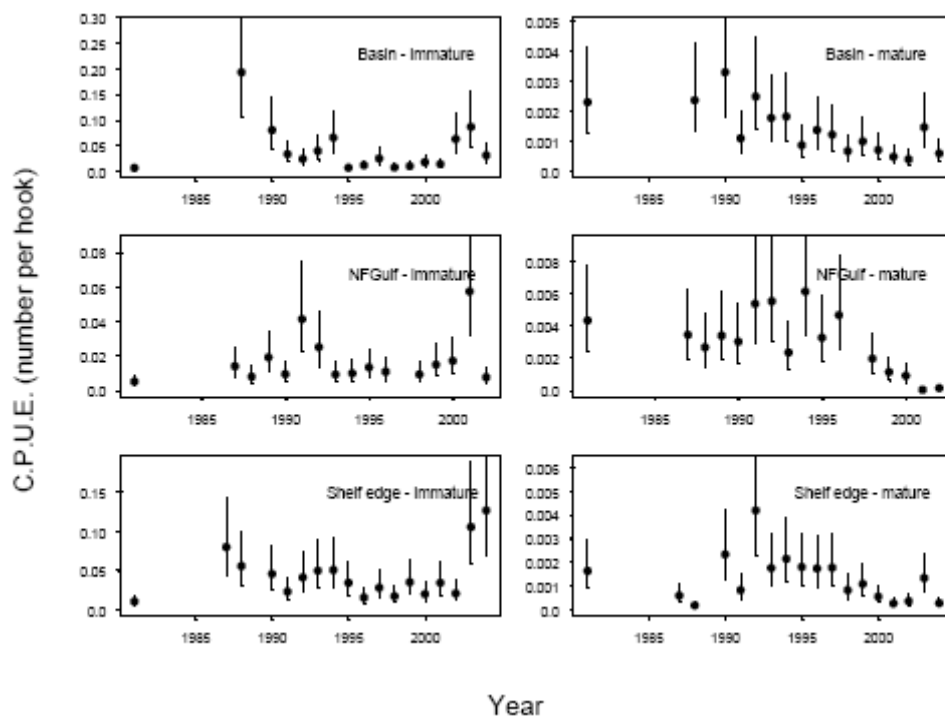 C.P.U.E. (number per hook)
Basin - Immature
0.30
0.25
0.20
0.15
0.10
0.05
0.0
1985 1990 1995 2000
Basin - mature
0.005
0.004
0.003
0.002
0.001
0.0
1985 1990 1995 2000
NFGulf - Immature
0.08
0.06
0.04
0.02
0.0
1985 1990 1995 2000
NFGulf - mature
0.008
0.006
0.004
0.002
0.0
1985 1990 1995 2000
Shelf edge - Immature
0.15
0.10
0.05
0.0
1985 1990 1995 2000
Shelf edge - mature
0.006
0.005
0.004
0.003
0.002
0.001
0.0
1985 1990 1995 2000
Year